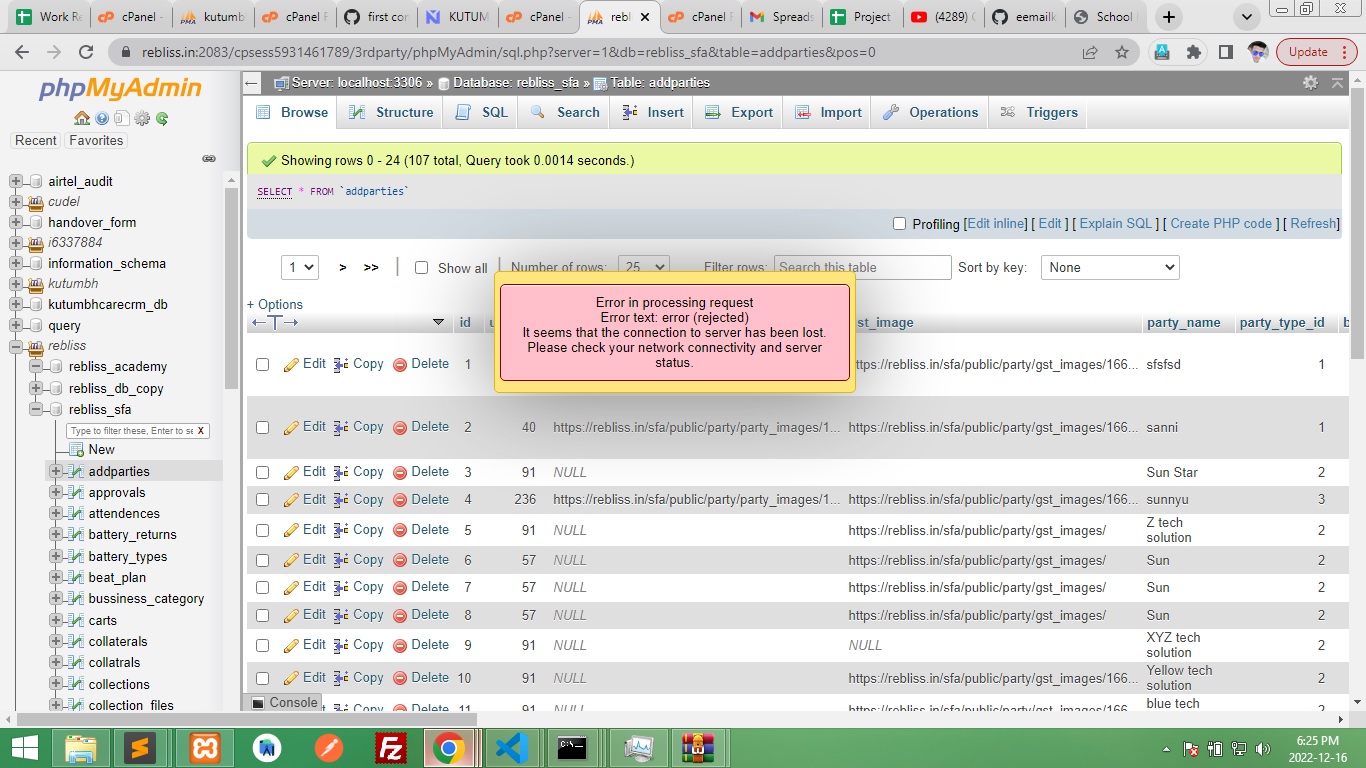 Work Re
cPanel -
kutumb
cPanel F
first cor
KUTUM
cPanel -
rebl
cPanel F
Spreads
Project
(4289) C
eemailk
School
rebliss.in:2083/cpsess5931461789/3rdparty/phpMyAdmin/sql.php?server=1&db=rebliss_sfa&table=addparties&pos=0
Update
phpMyAdmin
Recent Favorites
airtel_audit
cudel
handover_form
i6337884
information_schema
kutumbh
kutumbhcarecrm_db
query
rebliss
rebliss_academy
rebliss_db_copy
rebliss_sfa
Type to filter these, Enter to se X
New
addparties
approvals
attendences
battery_returns
battery_types
beat_plan
bussiness_category
carts
collaterals
collatrals
collections
collection_files
Server: localhost:3306 » Database: rebliss_sfa » Table: addparties
Browse Structure SQL Search Insert Export Import Operations Triggers
Showing rows 0 - 24 (107 total, Query took 0.0014 seconds.)
SELECT * FROM `addparties`
Profiling [Edit inline] [ Edit ] [ Explain SQL ] [ Create PHP code ] [ Refresh]
1 > >> Show all Number of rows: 25 Filter rows: Search this table Sort by key: None
+ Options
Error in processing request
Error text: error (rejected)
It seems that the connection to server has been lost.
Please check your network connectivity and server
status.
←T→ id u st_image party_name party_type_id b
Edit Copy Delete 1 ttps://rebliss.in/sfa/public/party/gst_images/166... sfsfsd 1
Edit Copy Delete 2 40 https://rebliss.in/sfa/public/party/party_images/1... https://rebliss.in/sfa/public/party/gst_images/166... sanni 1
Edit Copy Delete 3 91 NULL Sun Star 2
Edit Copy Delete 4 236 https://rebliss.in/sfa/public/party/party_images/1... https://rebliss.in/sfa/public/party/gst_images/166... sunnyu 3
Edit Copy Delete 5 91 NULL https://rebliss.in/sfa/public/party/gst_images/ Z tech solution 2
Edit Copy Delete 6 57 NULL https://rebliss.in/sfa/public/party/gst_images/ Sun 2
Edit Copy Delete 7 57 NULL https://rebliss.in/sfa/public/party/gst_images/ Sun 2
Edit Copy Delete 8 57 NULL https://rebliss.in/sfa/public/party/gst_images/ Sun 2
Edit Copy Delete 9 91 NULL NULL XYZ tech solution 2
Edit Copy Delete 10 91 NULL https://rebliss.in/sfa/public/party/gst_images/166... Yellow tech solution 2
Copy Delete 11 91 NULL https://rebliss.in/sfa/public/party/gst_images/166 blue tech 2
Console
6:25 PM
2022-12-16